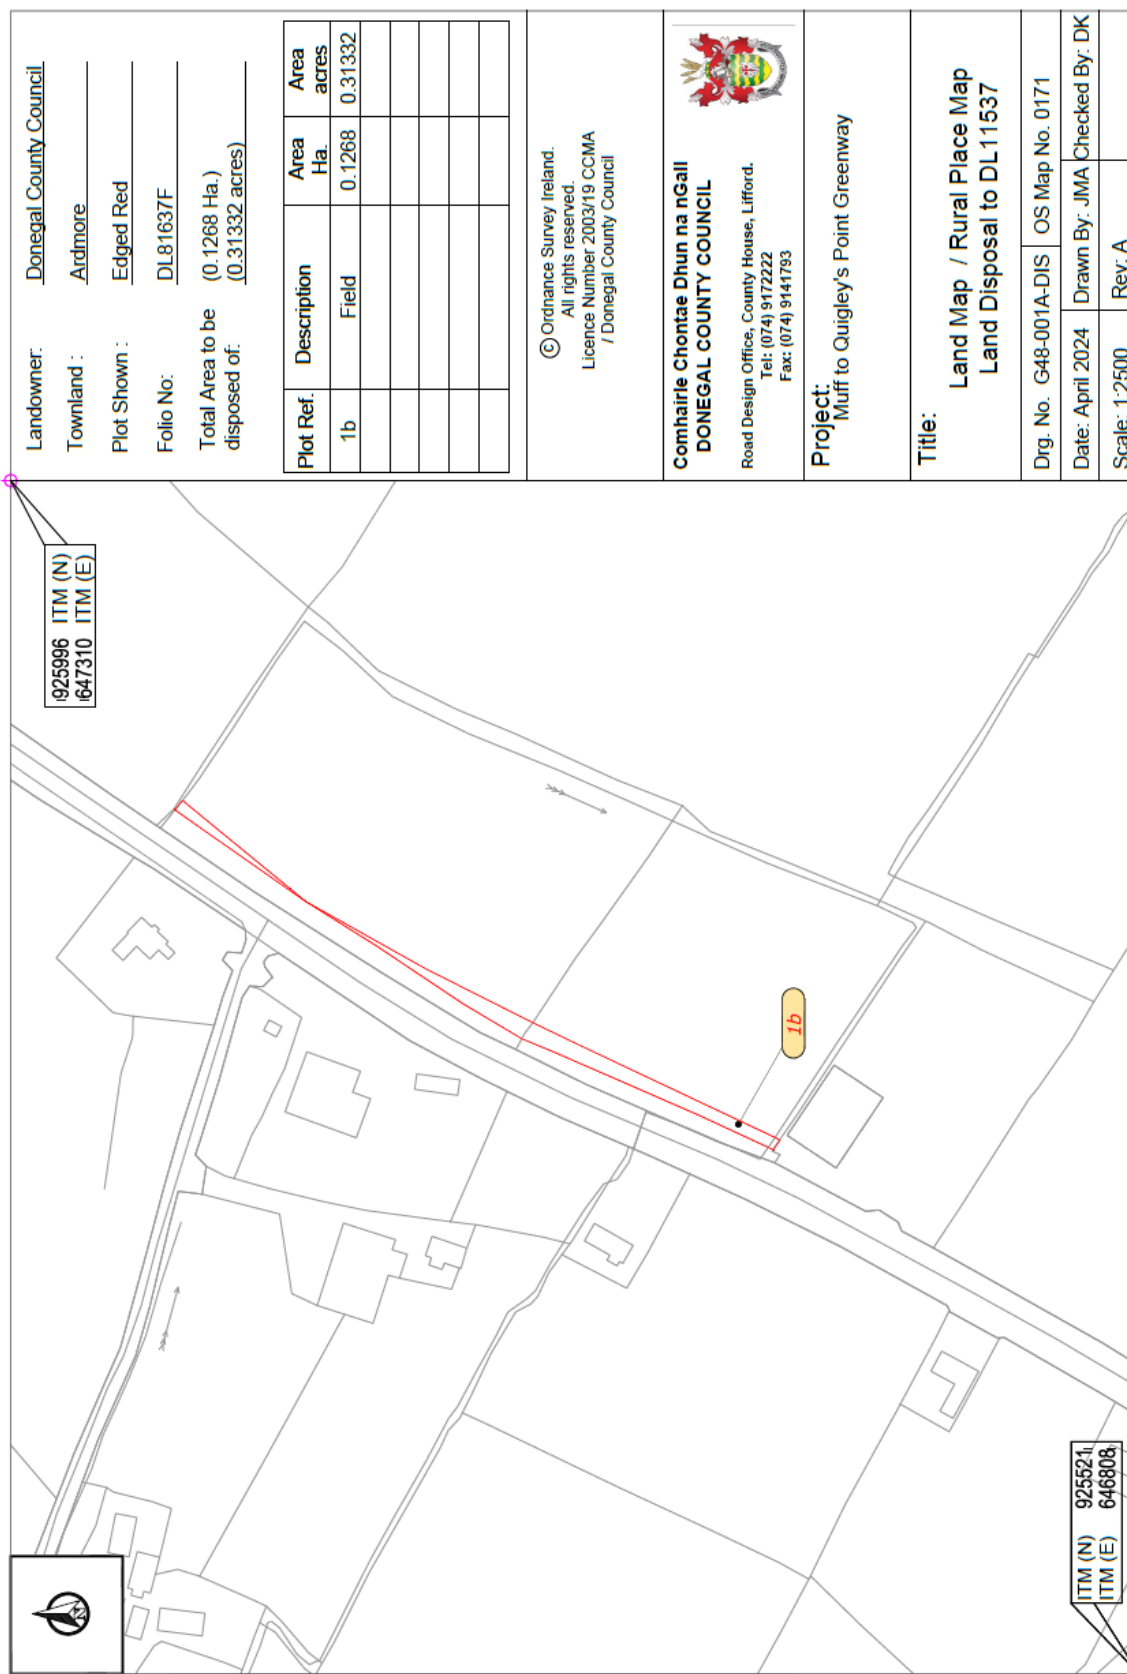 Landowner: Donegal County Council
Townland : Ardmore
Plot Shown : Edged Red
Folio No: DL81637F
Total Area to be (0.1268 Ha.)
disposed of: (0.31332 acres)
Plot Ref. Description Area Ha. Area acres
1b Field 0.1268 0.31332
© Ordnance Survey Ireland.
All rights reserved.
Licence Number 2003/19 CCMA
/ Donegal County Council
Comhairle Chontae Dhun na nGall
DONEGAL COUNTY COUNCIL
Road Design Office, County House, Lifford.
Tel: (074) 9172222
Fax: (074) 9141793
Project:
Muff to Quigley's Point Greenway
Title:
Land Map / Rural Place Map
Land Disposal to DL11537
Drg. No. G48-001A-DIS OS Map No. 0171
Date: April 2024 Drawn By: JMA Checked By: DK
Scale: 1:2500 Rev: A
925996 ITM (N)
647310 ITM (E)
1b
ITM (N) 925521
ITM (E) 646808